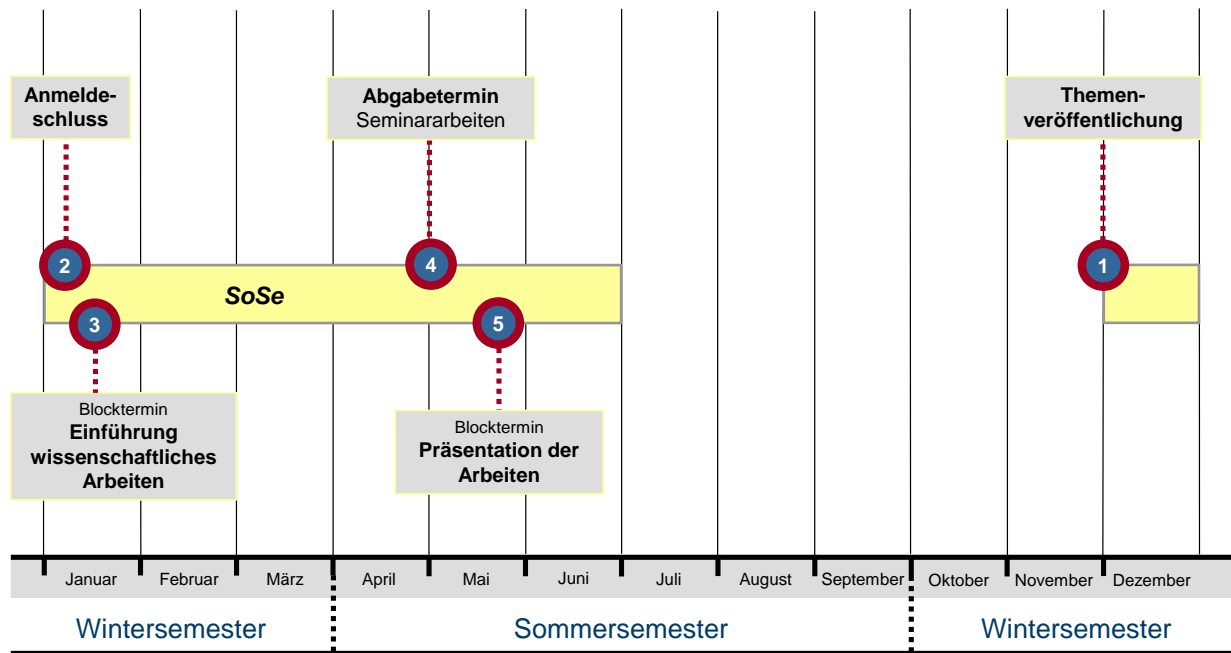 Anmelde-
schluss
Abgabetermin
Seminararbeiten
Themen-
veröffentlichung
2
4
1
SoSe
3
5
Blocktermin
Einführung
wissenschaftliches
Arbeiten
Blocktermin
Präsentation der
Arbeiten
Januar Februar März April Mai Juni Juli August September Oktober November Dezember
Wintersemester Sommersemester Wintersemester